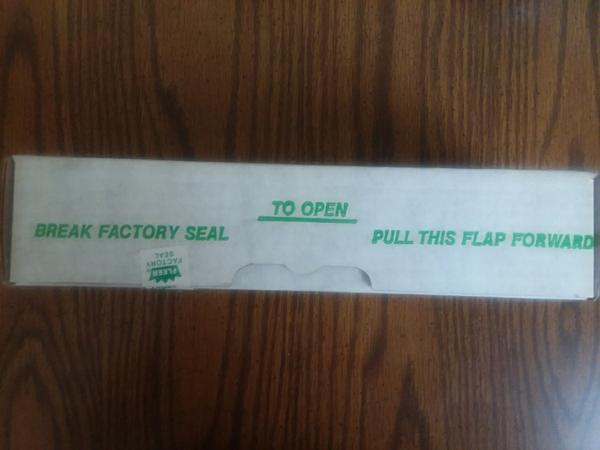 TO OPEN
BREAK FACTORY SEAL
PULL THIS FLAP FORWARD
FLEER
FACTORY
SEAL